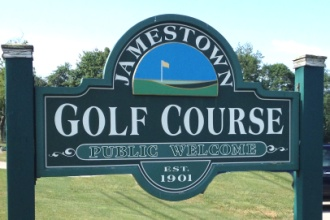 JAMESTOWN
GOLF COURSE
PUBLIC WELCOME
EST.
1901